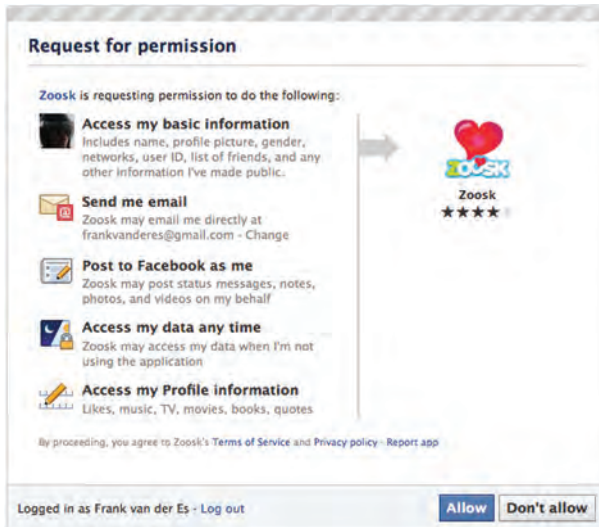 Request for permission
Zoosk is requesting permission to do the following:
Access my basic information
Includes name, profile picture, gender,
networks, user ID, list of friends, and any
other information I've made public.
Send me email
Zoosk may email me directly at
frankvanderes@gmail.com - Change
Post to Facebook as me
Zoosk may post status messages, notes,
photos, and videos on my behalf
Access my data any time
Zoosk may access my data when I'm not
using the application
Access my Profile information
Likes, music, TV, movies, books, quotes
ZOOSK
Zoosk
By proceeding, you agree to Zoosk's Terms of Service and Privacy policy · Report app
Logged in as Frank van der Es - Log out
Allow
Don't allow